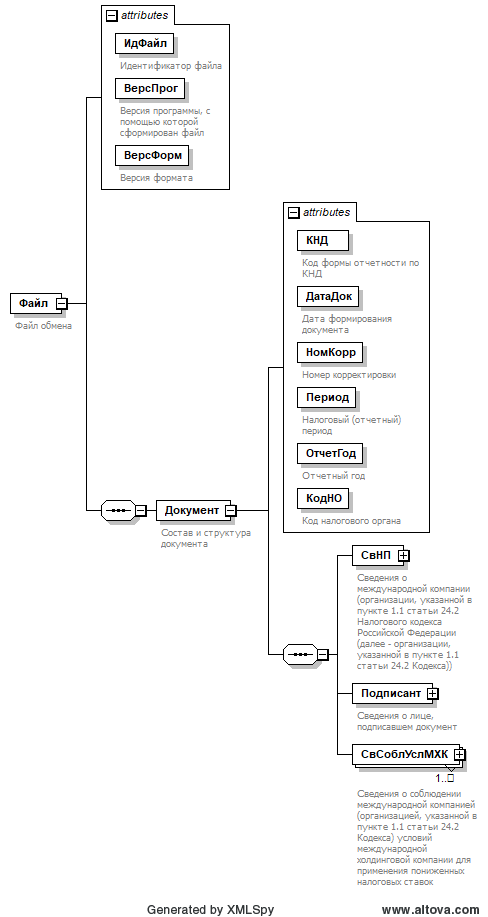 attributes
ИдФайл
Идентификатор файла
ВерсПрог
Версия программы, с
помощью которой
сформирован файл
ВерсФорм
Версия формата
Файл
Файл обмена
attributes
КНД
Код формы отчетности по
КНД
ДатаДок
Дата формирования
документа
НомКорр
Номер корректировки
Период
Налоговый (отчетный)
период
ОтчетГод
Отчетный год
КодНО
Код налогового органа
Документ
Состав и структура
документа
СвНП
Сведения о
международной компании
(организации, указанной в
пункте 1.1 статьи 24.2
Налогового кодекса
Российской Федерации
(далее - организации,
указанной в пункте 1.1
статьи 24.2 Кодекса))
Подписант
Сведения о лице,
подписавшем документ
СвСоблУслМХК
1..
Сведения о соблюдении
международной компанией
(организацией, указанной в
пункте 1.1 статьи 24.2
Кодекса) условий
международной
холдинговой компании для
применения пониженных
налоговых ставок
Generated by XMLSpy
www.altova.com